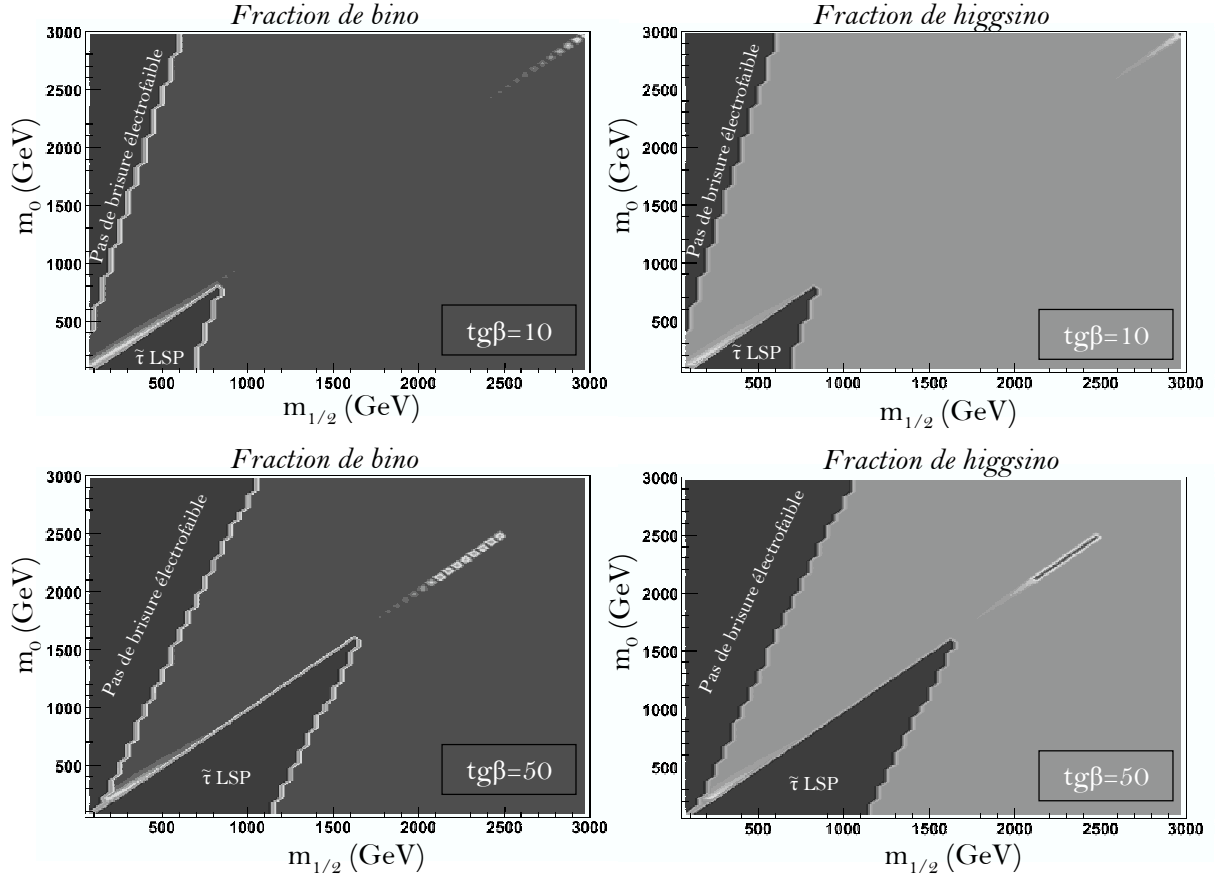 Fraction de bino
m₀ (GeV)
3000
2500
2000
1500
1000
500
Pas de brisure électrofaible
τ̃ LSP
tgβ=10
500 1000 1500 2000 2500 3000
m₁/₂ (GeV)
Fraction de higgsino
m₀ (GeV)
3000
2500
2000
1500
1000
500
Pas de brisure électrofaible
τ̃ LSP
tgβ=10
500 1000 1500 2000 2500 3000
m₁/₂ (GeV)
Fraction de bino
m₀ (GeV)
3000
2500
2000
1500
1000
500
Pas de brisure électrofaible
τ̃ LSP
tgβ=50
500 1000 1500 2000 2500 3000
m₁/₂ (GeV)
Fraction de higgsino
m₀ (GeV)
3000
2500
2000
1500
1000
500
Pas de brisure électrofaible
τ̃ LSP
tgβ=50
500 1000 1500 2000 2500 3000
m₁/₂ (GeV)